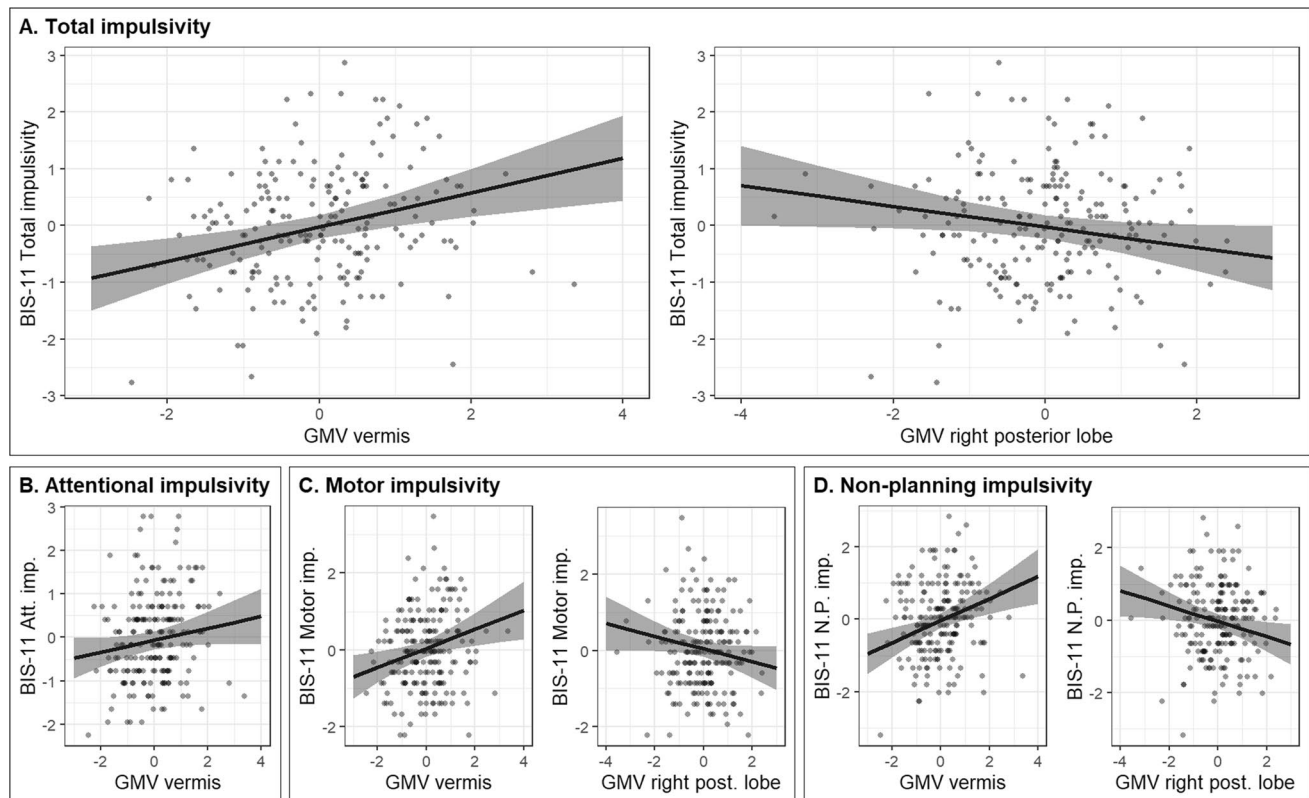 A. Total impulsivity
BIS-11 Total impulsivity
3
2
1
0
-1
-2
-3
-2 0 2 4
GMV vermis
BIS-11 Total impulsivity
3
2
1
0
-1
-2
-3
-4 -2 0 2
GMV right posterior lobe
B. Attentional impulsivity
BIS-11 Att. imp.
3
2
1
0
-1
-2
-2 0 2 4
GMV vermis
C. Motor impulsivity
BIS-11 Motor imp.
2
0
-2
-2 0 2 4
GMV vermis
BIS-11 Motor imp.
2
0
-2
-4 -2 0 2
GMV right post. lobe
D. Non-planning impulsivity
BIS-11 N.P. imp.
2
0
-2
-2 0 2 4
GMV vermis
BIS-11 N.P. imp.
2
0
-2
-4 -2 0 2
GMV right post. lobe